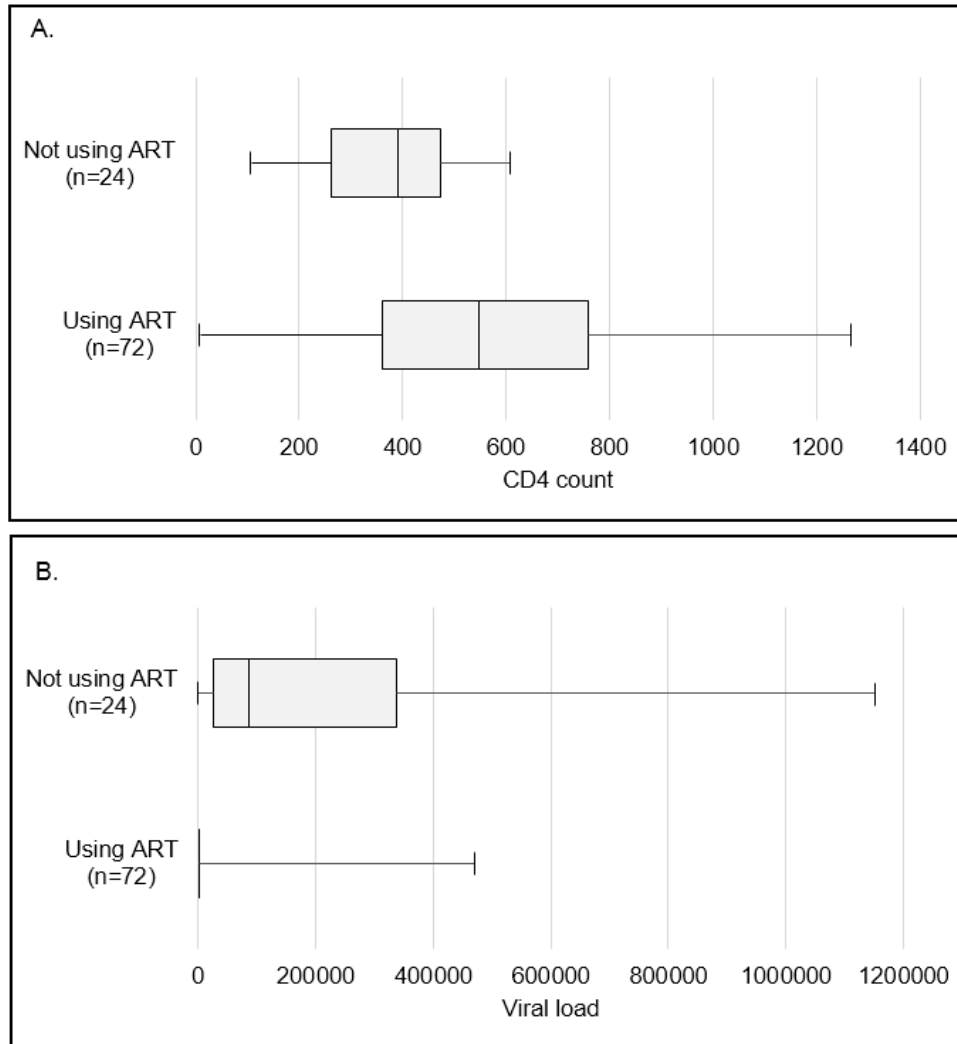 A.
Not using ART
(n=24)
Using ART
(n=72)
0 200 400 600 800 1000 1200 1400
CD4 count
B.
Not using ART
(n=24)
Using ART
(n=72)
0 200000 400000 600000 800000 1000000 1200000
Viral load